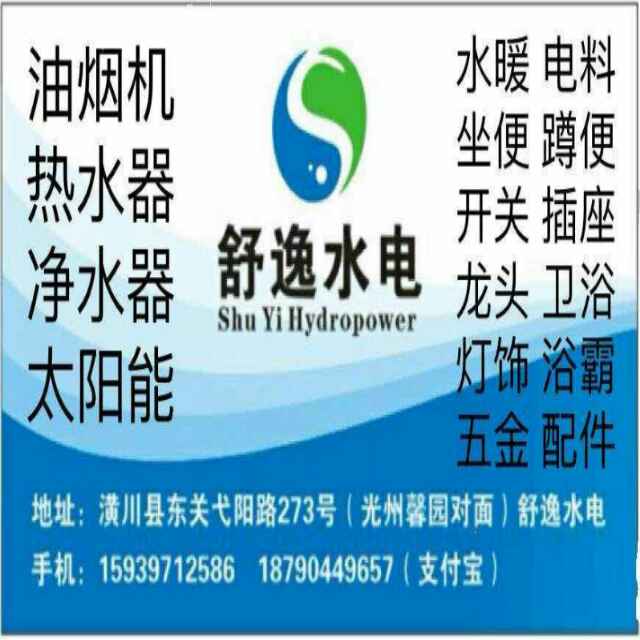 油烟机
热水器
净水器
太阳能
舒逸水电
Shu Yi Hydropower
水暖 电料
坐便 蹲便
开关 插座
龙头 卫浴
灯饰 浴霸
五金 配件
地址：潢川县东关弋阳路273号（光州馨园对面）舒逸水电
手机：15939712586 18790449657（支付宝）